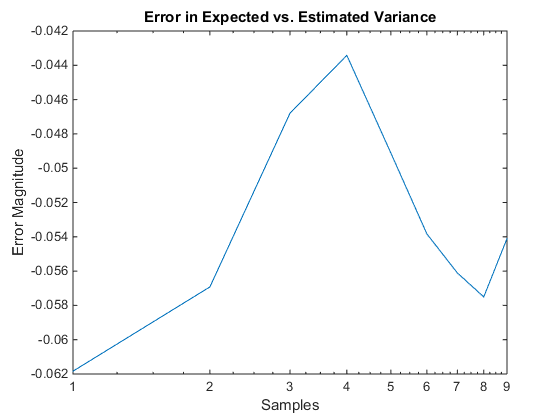 Error in Expected vs. Estimated Variance
-0.042
-0.044
-0.046
-0.048
-0.05
-0.052
-0.054
-0.056
-0.058
-0.06
-0.062
Error Magnitude
1 2 3 4 5 6 7 8 9
Samples